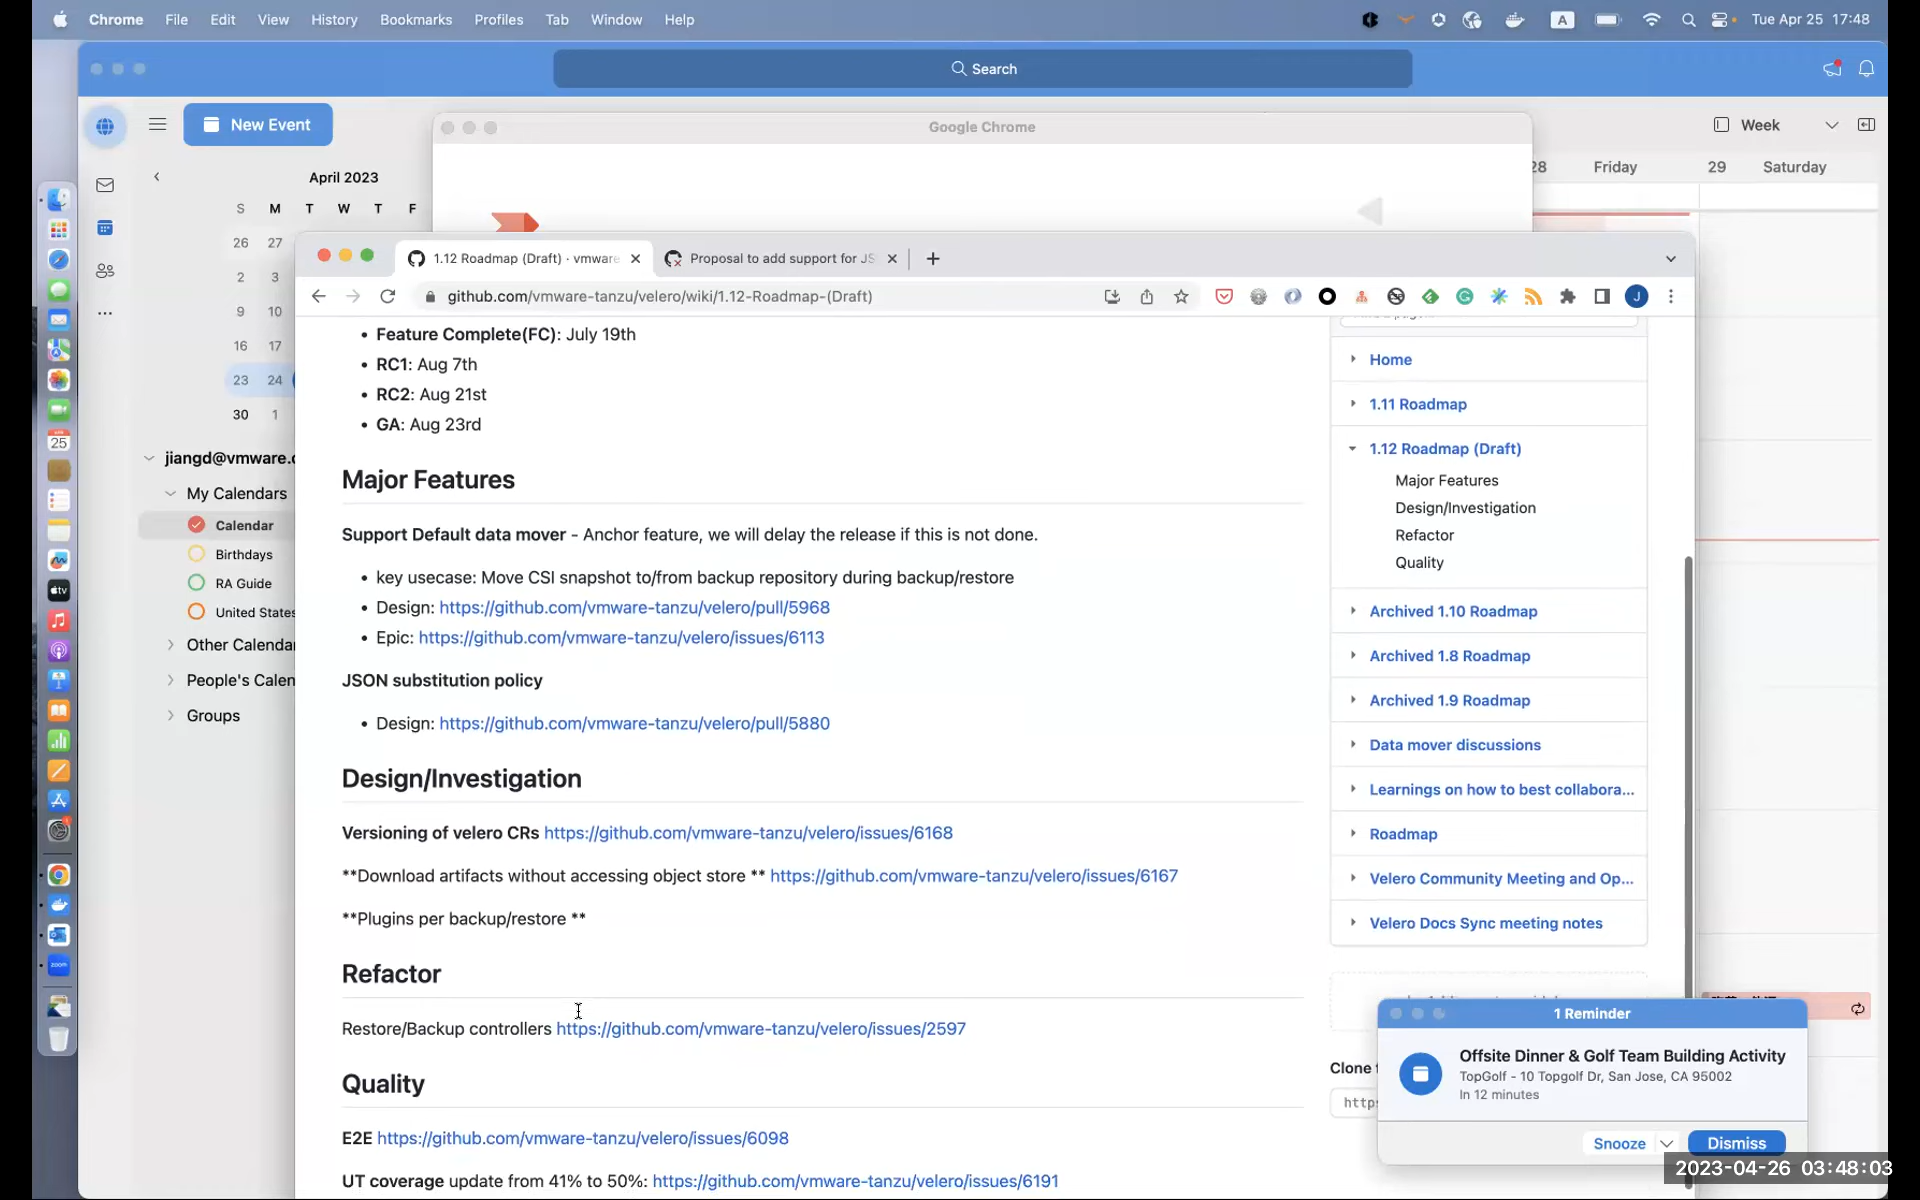 Chrome File Edit View History Bookmarks Profiles Tab Window Help
A Tue Apr 25 17:48
Search
New Event
Google Chrome
Week
April 2023
28 Friday 29 Saturday
S M T W T F
26 27
2 3
9 10
16 17
23 24
30 1
1.12 Roadmap (Draft) · vmware
Proposal to add support for JS
github.com/vmware-tanzu/velero/wiki/1.12-Roadmap-(Draft)
J
jiangd@vmware.c
My Calendars
Calendar
Birthdays
RA Guide
United States
Other Calenda
People's Calen
Groups
25
tv
zoom
• Feature Complete(FC): July 19th
• RC1: Aug 7th
• RC2: Aug 21st
• GA: Aug 23rd
Major Features
Support Default data mover - Anchor feature, we will delay the release if this is not done.
• key usecase: Move CSI snapshot to/from backup repository during backup/restore
• Design: https://github.com/vmware-tanzu/velero/pull/5968
• Epic: https://github.com/vmware-tanzu/velero/issues/6113
JSON substitution policy
• Design: https://github.com/vmware-tanzu/velero/pull/5880
Design/Investigation
Versioning of velero CRs https://github.com/vmware-tanzu/velero/issues/6168
**Download artifacts without accessing object store ** https://github.com/vmware-tanzu/velero/issues/6167
**Plugins per backup/restore **
Refactor
Restore/Backup controllers https://github.com/vmware-tanzu/velero/issues/2597
Quality
E2E https://github.com/vmware-tanzu/velero/issues/6098
UT coverage update from 41% to 50%: https://github.com/vmware-tanzu/velero/issues/6191
Home
1.11 Roadmap
1.12 Roadmap (Draft)
Major Features
Design/Investigation
Refactor
Quality
Archived 1.10 Roadmap
Archived 1.8 Roadmap
Archived 1.9 Roadmap
Data mover discussions
Learnings on how to best collabora...
Roadmap
Velero Community Meeting and Op...
Velero Docs Sync meeting notes
Clone
https
1 Reminder
Offsite Dinner & Golf Team Building Activity
TopGolf - 10 Topgolf Dr, San Jose, CA 95002
In 12 minutes
Snooze
Dismiss
2023-04-26 03:48:03